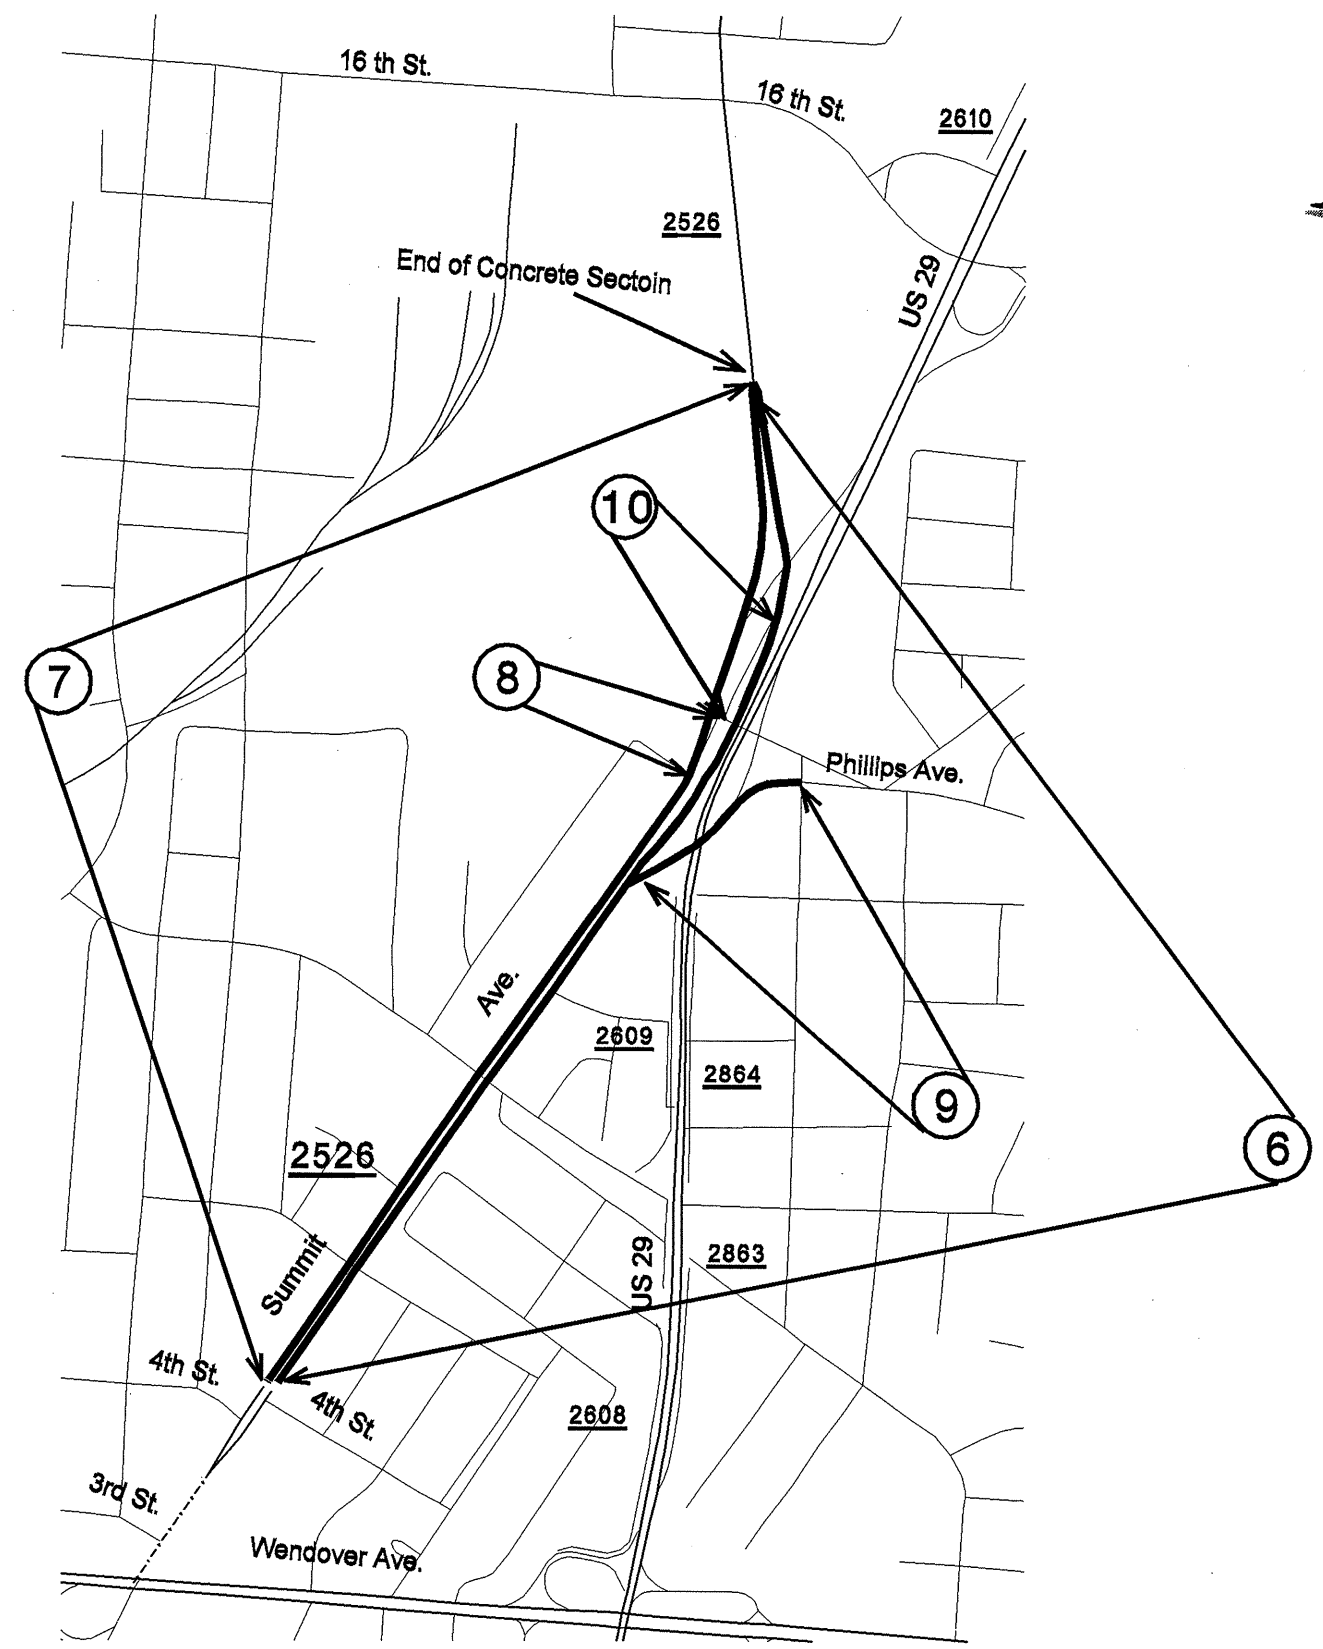 16 th St.
16 th St.
2610
2526
End of Concrete Sectoin
US 29
10
8
7
Phillips Ave.
Ave.
2609
2864
9
6
2526
Summit
US 29
2863
4th St.
4th St.
2608
3rd St.
Wendover Ave.